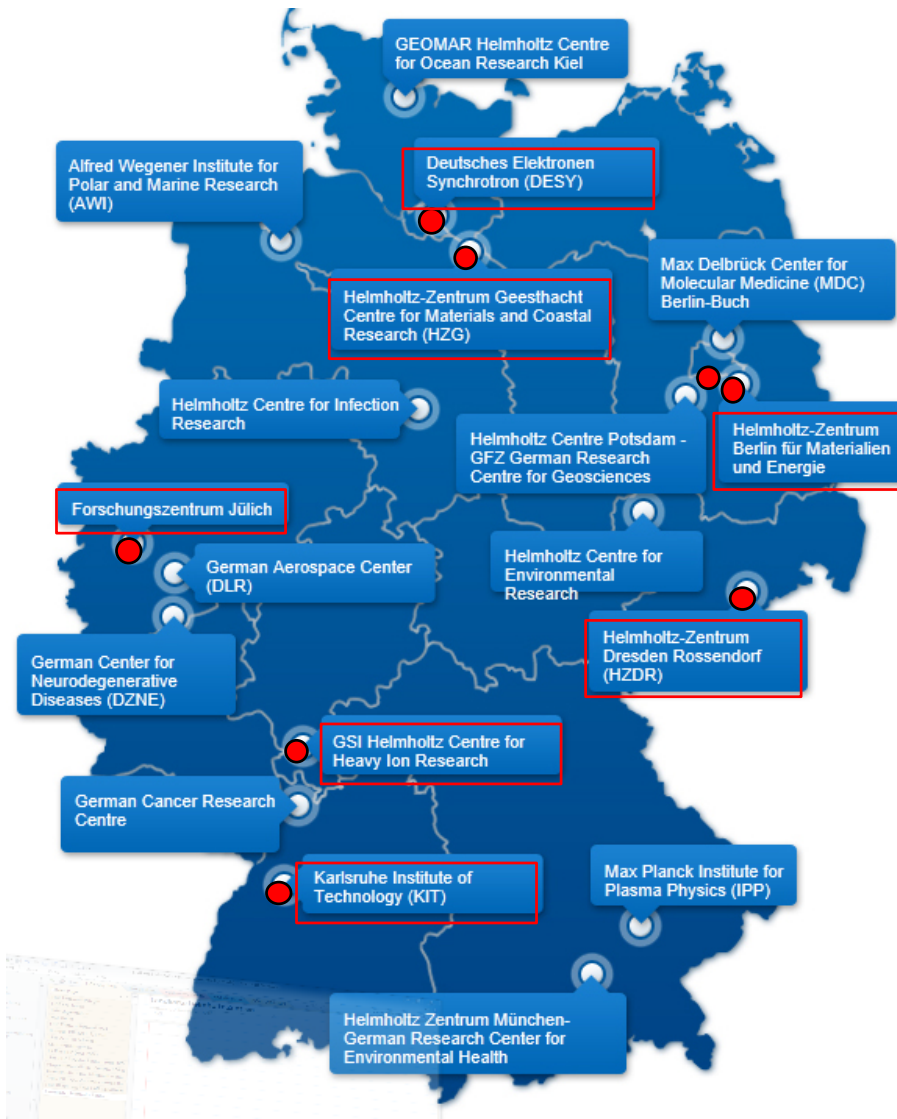 GEOMAR Helmholtz Centre
for Ocean Research Kiel
Alfred Wegener Institute for
Polar and Marine Research
(AWI)
Deutsches Elektronen
Synchrotron (DESY)
Max Delbrück Center for
Molecular Medicine (MDC)
Berlin-Buch
Helmholtz-Zentrum Geesthacht
Centre for Materials and Coastal
Research (HZG)
Helmholtz Centre for Infection
Research
Helmholtz Centre Potsdam -
GFZ German Research
Centre for Geosciences
Helmholtz-Zentrum
Berlin für Materialien
und Energie
Forschungszentrum Jülich
German Aerospace Center
(DLR)
Helmholtz Centre for
Environmental
Research
German Center for
Neurodegenerative
Diseases (DZNE)
Helmholtz-Zentrum
Dresden Rossendorf
(HZDR)
GSI Helmholtz Centre for
Heavy Ion Research
German Cancer Research
Centre
Karlsruhe Institute of
Technology (KIT)
Max Planck Institute for
Plasma Physics (IPP)
Helmholtz Zentrum München-
German Research Center for
Environmental Health